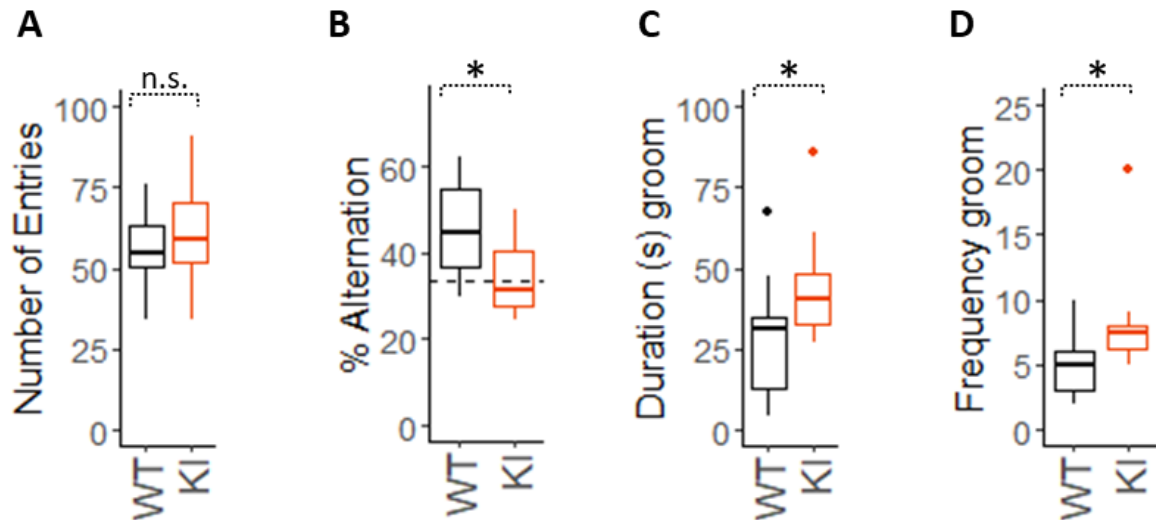 A
n.s.
Number of Entries
100
75
50
25
0
WT
KI
B
*
% Alternation
60
40
20
0
WT
KI
C
*
Duration (s) groom
100
75
50
25
0
WT
KI
D
*
Frequency groom
25
20
15
10
5
0
WT
KI